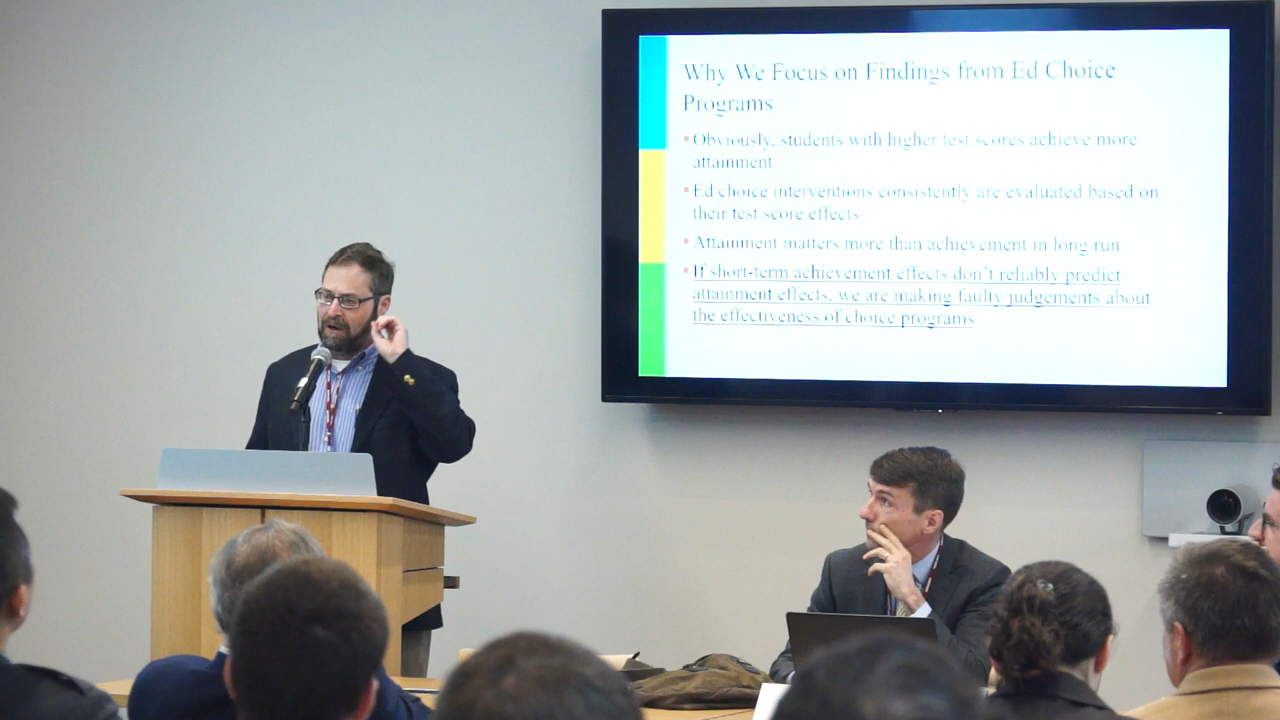 Why We Focus on Findings from Ed Choice
Programs
Obviously, students with higher test scores achieve more
attainment
Ed choice interventions consistently are evaluated based on
their test score effects
Attainment matters more than achievement in long run
If short-term achievement effects don't reliably predict
attainment effects, we are making faulty judgements about
the effectiveness of choice programs